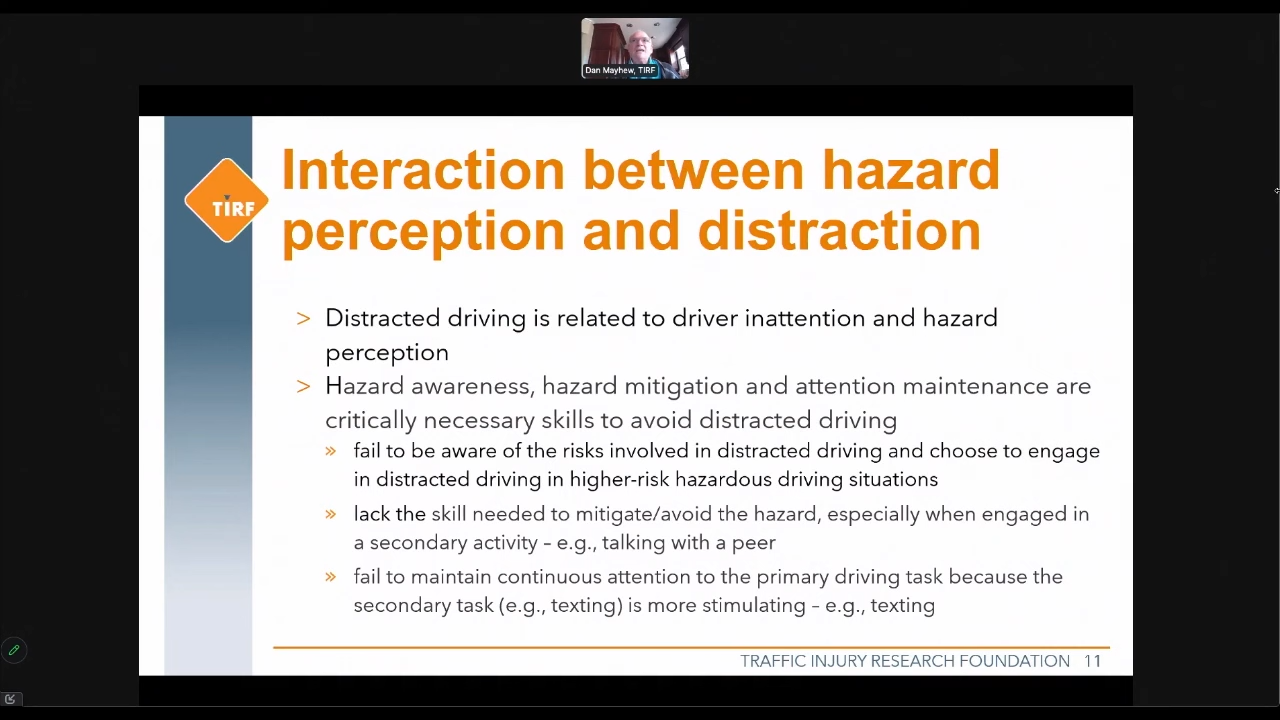 Dan Mayhew, TIRF
TIRF
Interaction between hazard
perception and distraction
> Distracted driving is related to driver inattention and hazard
perception
> Hazard awareness, hazard mitigation and attention maintenance are
critically necessary skills to avoid distracted driving
» fail to be aware of the risks involved in distracted driving and choose to engage
in distracted driving in higher-risk hazardous driving situations
» lack the skill needed to mitigate/avoid the hazard, especially when engaged in
a secondary activity – e.g., talking with a peer
» fail to maintain continuous attention to the primary driving task because the
secondary task (e.g., texting) is more stimulating – e.g., texting
TRAFFIC INJURY RESEARCH FOUNDATION 11